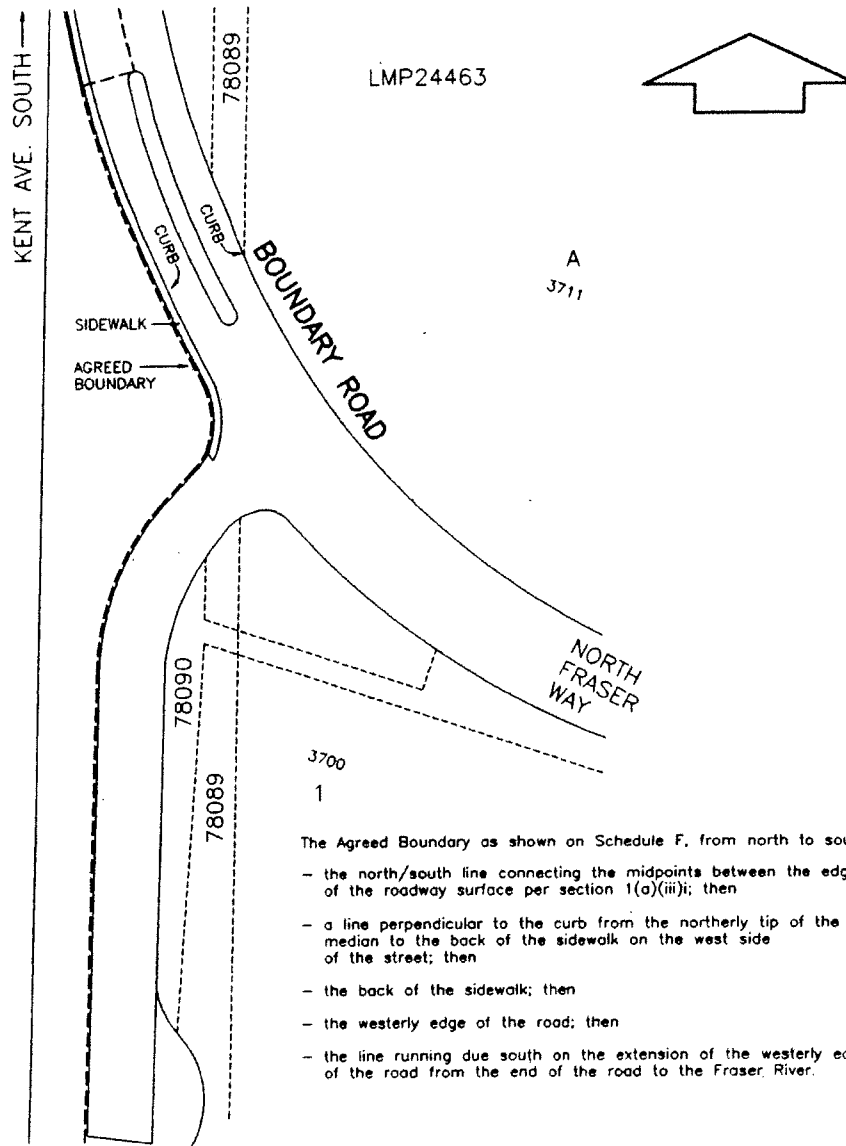 KENT AVE. SOUTH
78089
LMP24463
CURB
CURB
BOUNDARY ROAD
A
3711
SIDEWALK
AGREED
BOUNDARY
NORTH
FRASER
WAY
78090
78089
3700
1
The Agreed Boundary as shown on Schedule F, from north to sou
– the north/south line connecting the midpoints between the edg
of the roadway surface per section 1(a)(iii)i; then
– a line perpendicular to the curb from the northerly tip of the
median to the back of the sidewalk on the west side
of the street; then
– the back of the sidewalk; then
– the westerly edge of the road; then
– the line running due south on the extension of the westerly ed
of the road from the end of the road to the Fraser River.